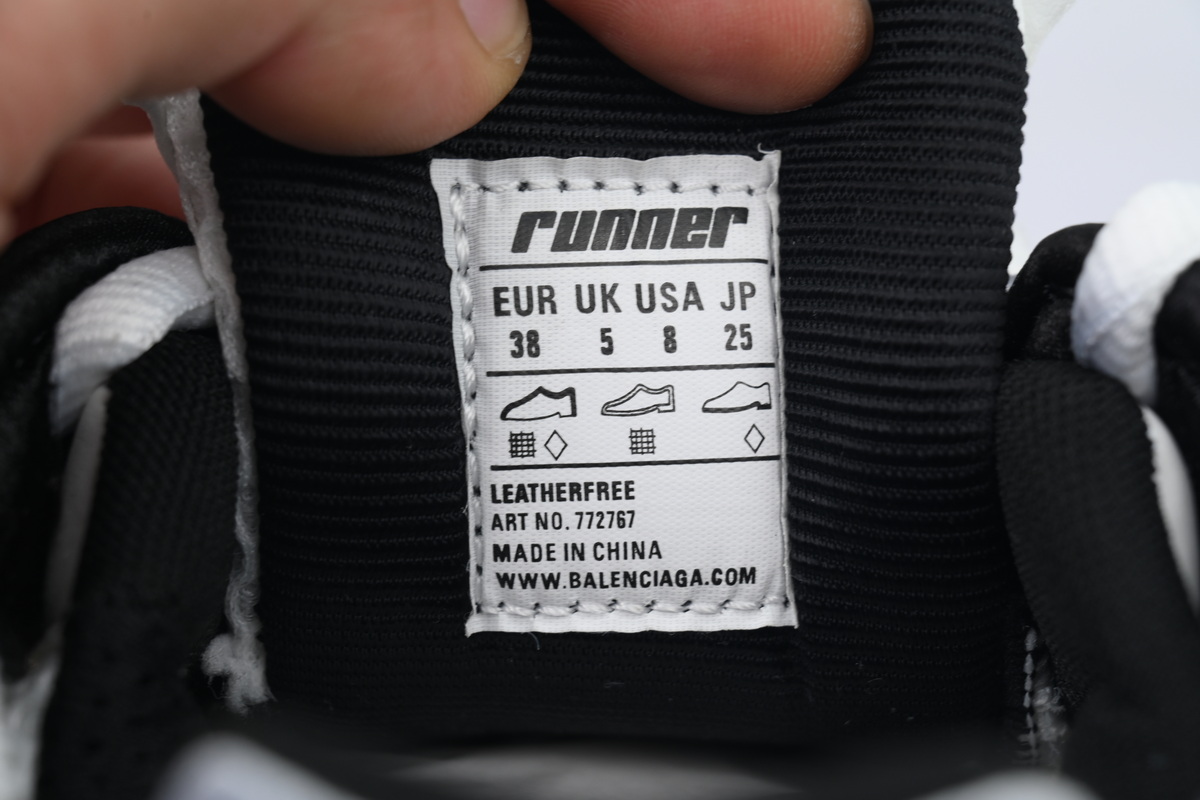 runner
EUR UK USA JP
38 5 8 25
LEATHERFREE
ART NO. 772767
MADE IN CHINA
WWW.BALENCIAGA.COM